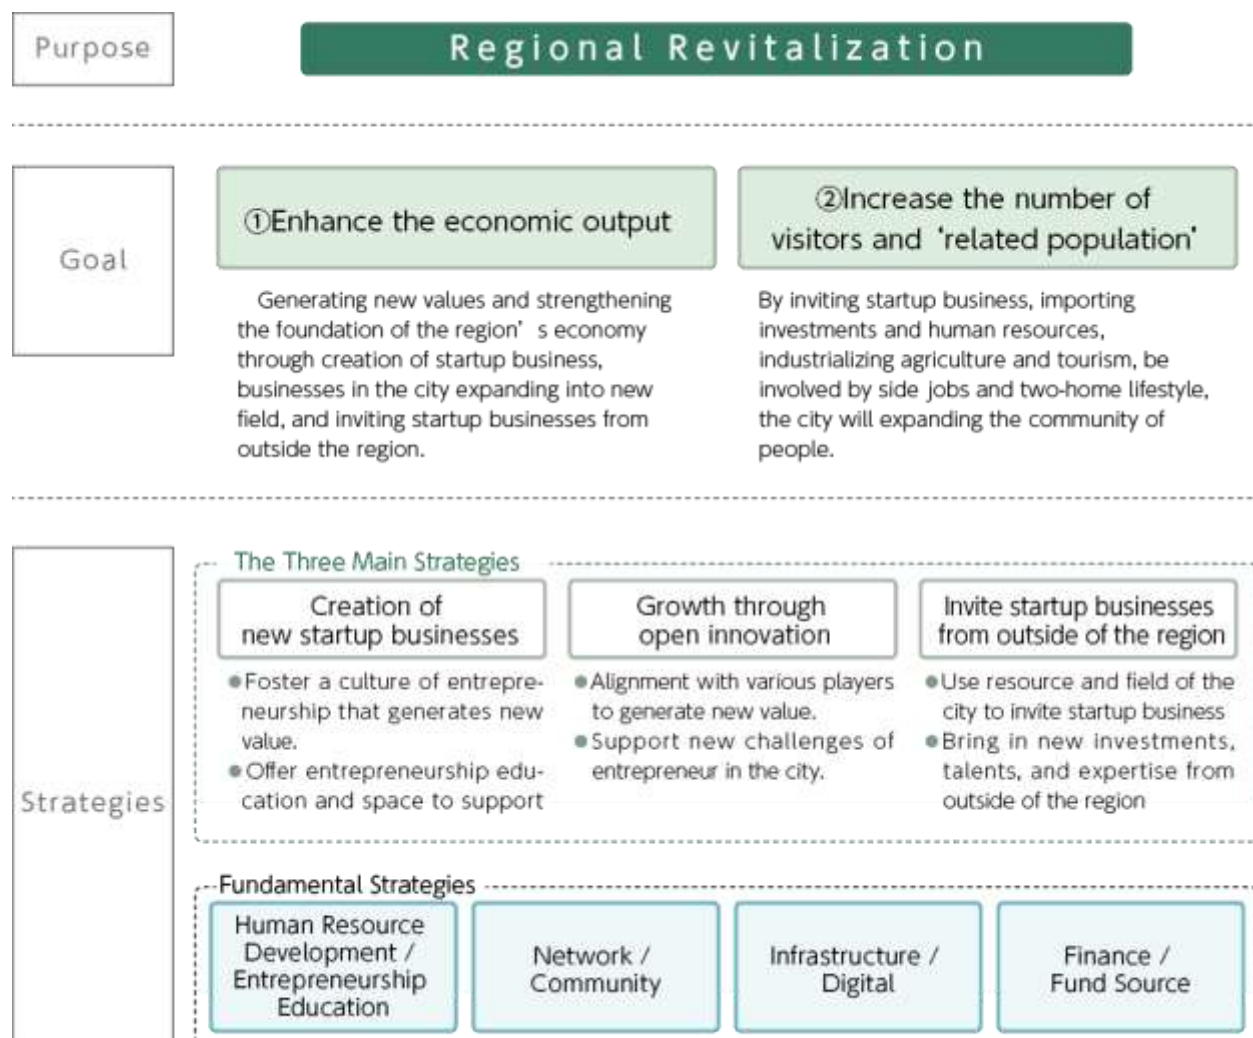 Purpose
Regional Revitalization
Goal
①Enhance the economic output
Generating new values and strengthening
the foundation of the region’s economy
through creation of startup business,
businesses in the city expanding into new
field, and inviting startup businesses from
outside the region.
②Increase the number of
visitors and ‘related population’
By inviting startup business, importing
investments and human resources,
industrializing agriculture and tourism, be
involved by side jobs and two-home lifestyle,
the city will expanding the community of
people.
Strategies
The Three Main Strategies
Creation of
new startup businesses
●Foster a culture of entrepre-
neurship that generates new
value.
●Offer entrepreneurship edu-
cation and space to support
Growth through
open innovation
●Alignment with various players
to generate new value.
●Support new challenges of
entrepreneur in the city.
Invite startup businesses
from outside of the region
●Use resource and field of the
city to invite startup business
●Bring in new investments,
talents, and expertise from
outside of the region
Fundamental Strategies
Human Resource
Development /
Entrepreneurship
Education
Network /
Community
Infrastructure /
Digital
Finance /
Fund Source